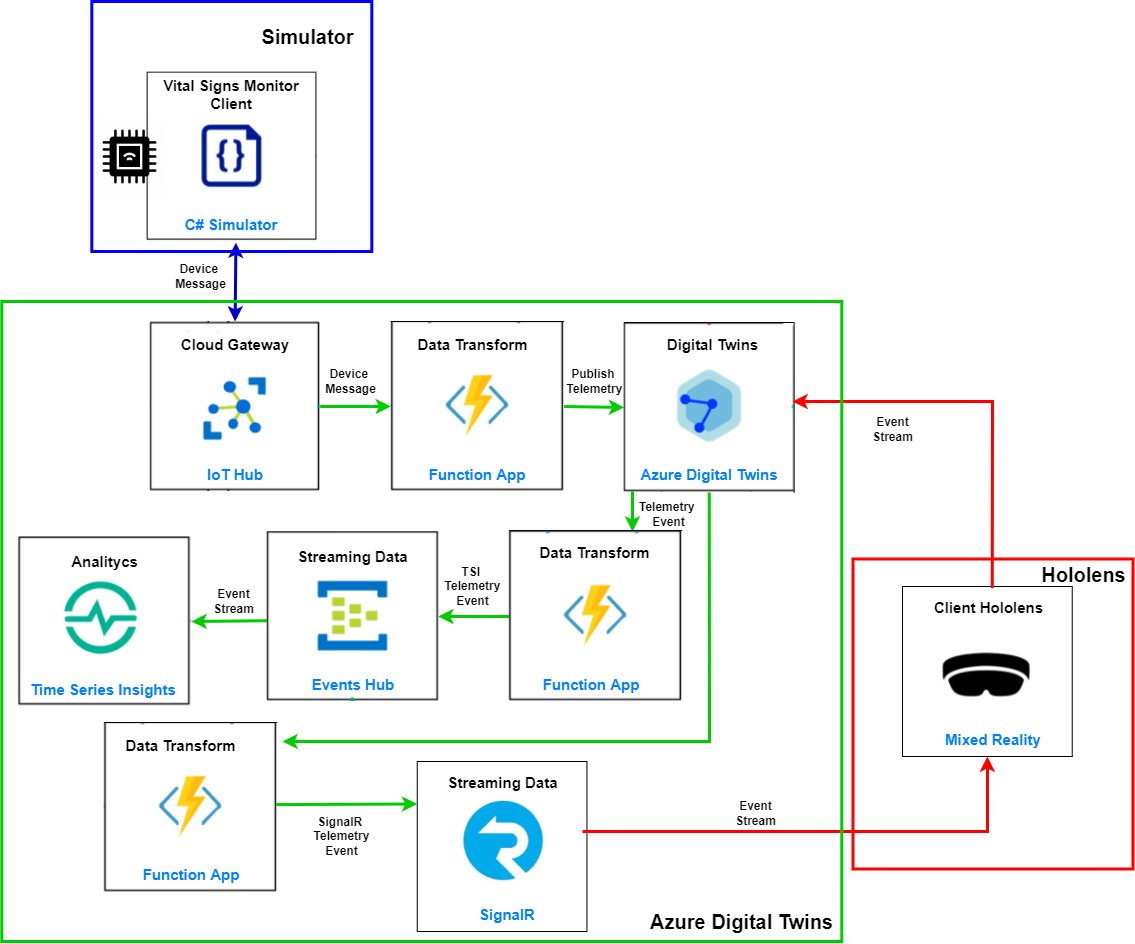 Simulator
Vital Signs Monitor
Client
C# Simulator
Device
Message
Cloud Gateway
IoT Hub
Device
Message
Data Transform
Function App
Publish
Telemetry
Digital Twins
Azure Digital Twins
Event
Stream
Telemetry
Event
Analitycs
Time Series Insights
Event
Stream
Streaming Data
Events Hub
TSI
Telemetry
Event
Data Transform
Function App
Hololens
Client Hololens
Mixed Reality
Data Transform
Function App
SignalR
Telemetry
Event
Streaming Data
SignalR
Event
Stream
Azure Digital Twins